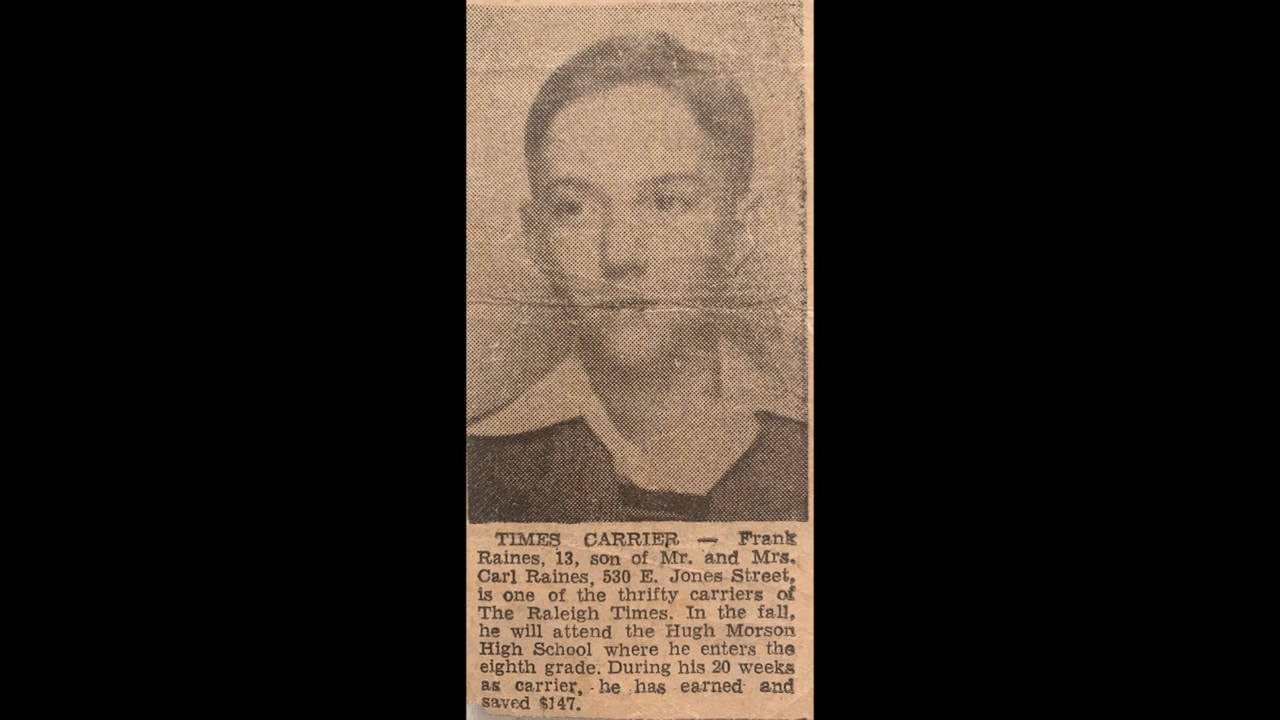 TIMES CARRIER — Frank
Raines, 13, son of Mr. and Mrs.
Carl Raines, 530 E. Jones Street,
is one of the thrifty carriers of
The Raleigh Times. In the fall,
he will attend the Hugh Morson
High School where he enters the
eighth grade. During his 20 weeks
as carrier, he has earned and
saved $147.